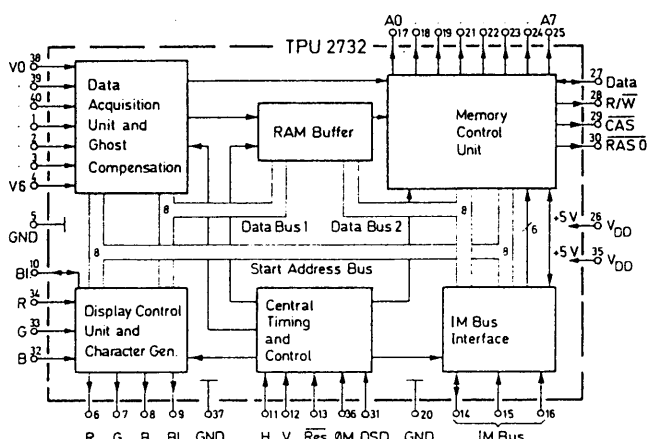 A0 A7
17 18 19 21 22 23 24 25
TPU 2732
V0 38
39
40
1
2
3
V6 4
Data
Acquisition
Unit and
Ghost
Compensation
RAM Buffer
Memory
Control
Unit
27 Data
28 R/W̅
29 C̅A̅S̅
30 R̅A̅S̅ 0̅
5
GND
8
8
Data Bus 1
Data Bus 2
8
8
6
+5 V 26 VDD
+5 V 35 VDD
Start Address Bus
BI 10
R 34
G 33
B 32
Display Control
Unit and
Character Gen.
Central
Timing
and
Control
IM Bus
Interface
6 7 8 9 37 11 12 13 36 31 20 14 15 16
R G B BI GND H V R̅e̅s̅ ØM OSD GND IM Bus